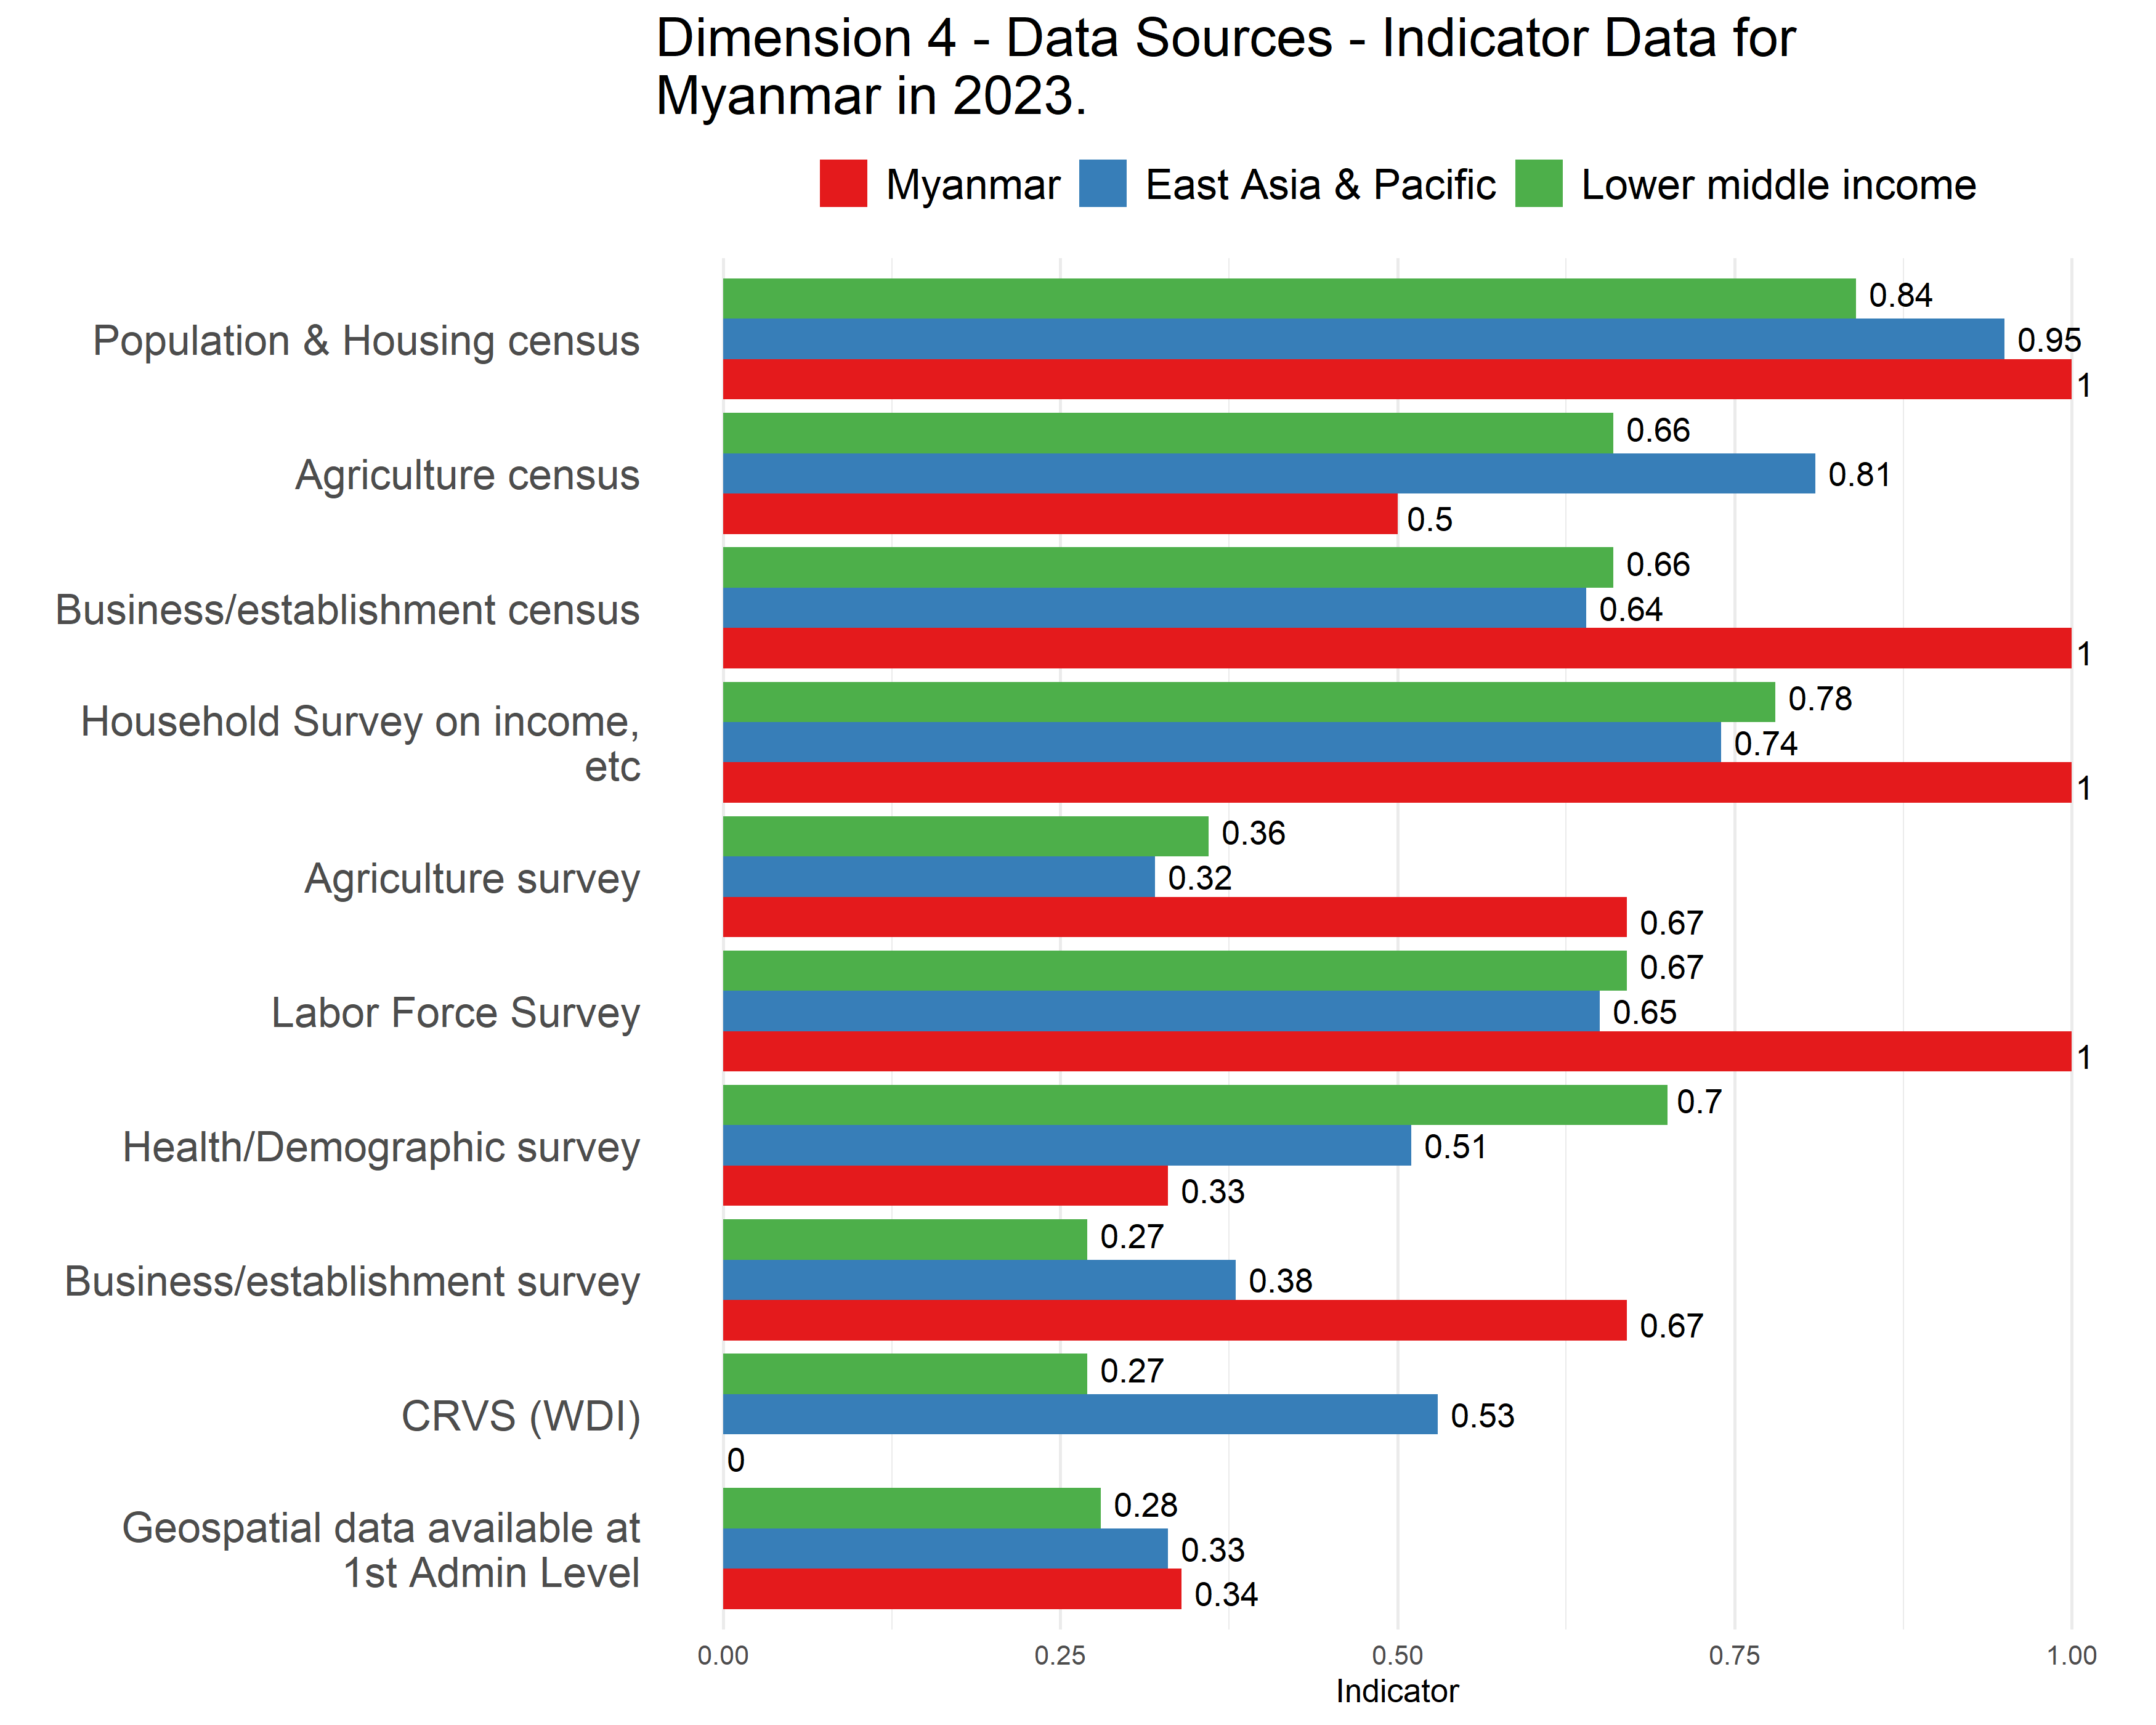 Dimension 4 - Data Sources - Indicator Data for
Myanmar in 2023.
Myanmar East Asia & Pacific Lower middle income
Population & Housing census
0.84
0.95
1
Agriculture census
0.66
0.81
0.5
Business/establishment census
0.66
0.64
1
Household Survey on income,
etc
0.78
0.74
1
Agriculture survey
0.36
0.32
0.67
Labor Force Survey
0.67
0.65
1
Health/Demographic survey
0.7
0.51
0.33
Business/establishment survey
0.27
0.38
0.67
CRVS (WDI)
0.27
0.53
0
Geospatial data available at
1st Admin Level
0.28
0.33
0.34
0.00 0.25 0.50 0.75 1.00
Indicator